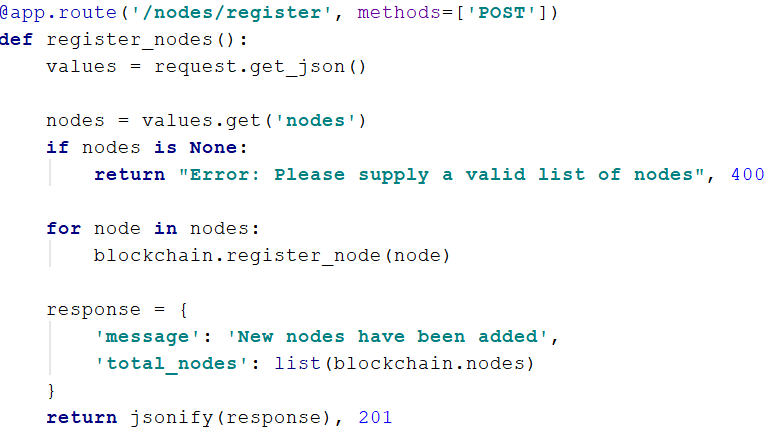 @app.route('/nodes/register', methods=['POST'])
def register_nodes():
    values = request.get_json()

    nodes = values.get('nodes')
    if nodes is None:
        return "Error: Please supply a valid list of nodes", 400

    for node in nodes:
        blockchain.register_node(node)

    response = {
        'message': 'New nodes have been added',
        'total_nodes': list(blockchain.nodes)
    }
    return jsonify(response), 201